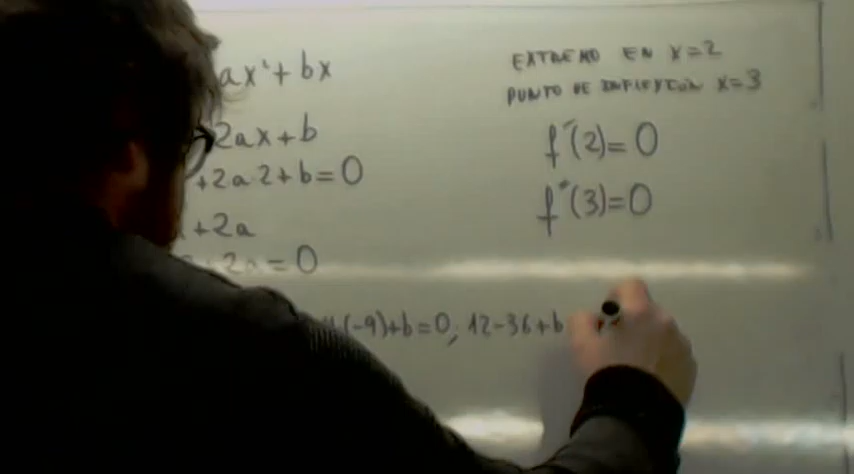 ax²+bx
EXTREMO EN x=2
PUNTO DE INFLEXIÓN x=3
2ax+b
f'(2)=0
+2a·2+b=0
f''(3)=0
+2a
+2a=0
(-9)+b=0; 12-36+b